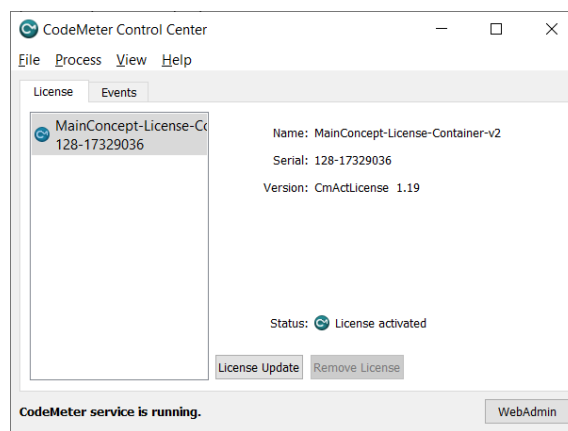 CodeMeter Control Center
File Process View Help
License Events
MainConcept-License-Co
128-17329036
Name: MainConcept-License-Container-v2
Serial: 128-17329036
Version: CmActLicense 1.19
Status: License activated
License Update Remove License
CodeMeter service is running. WebAdmin